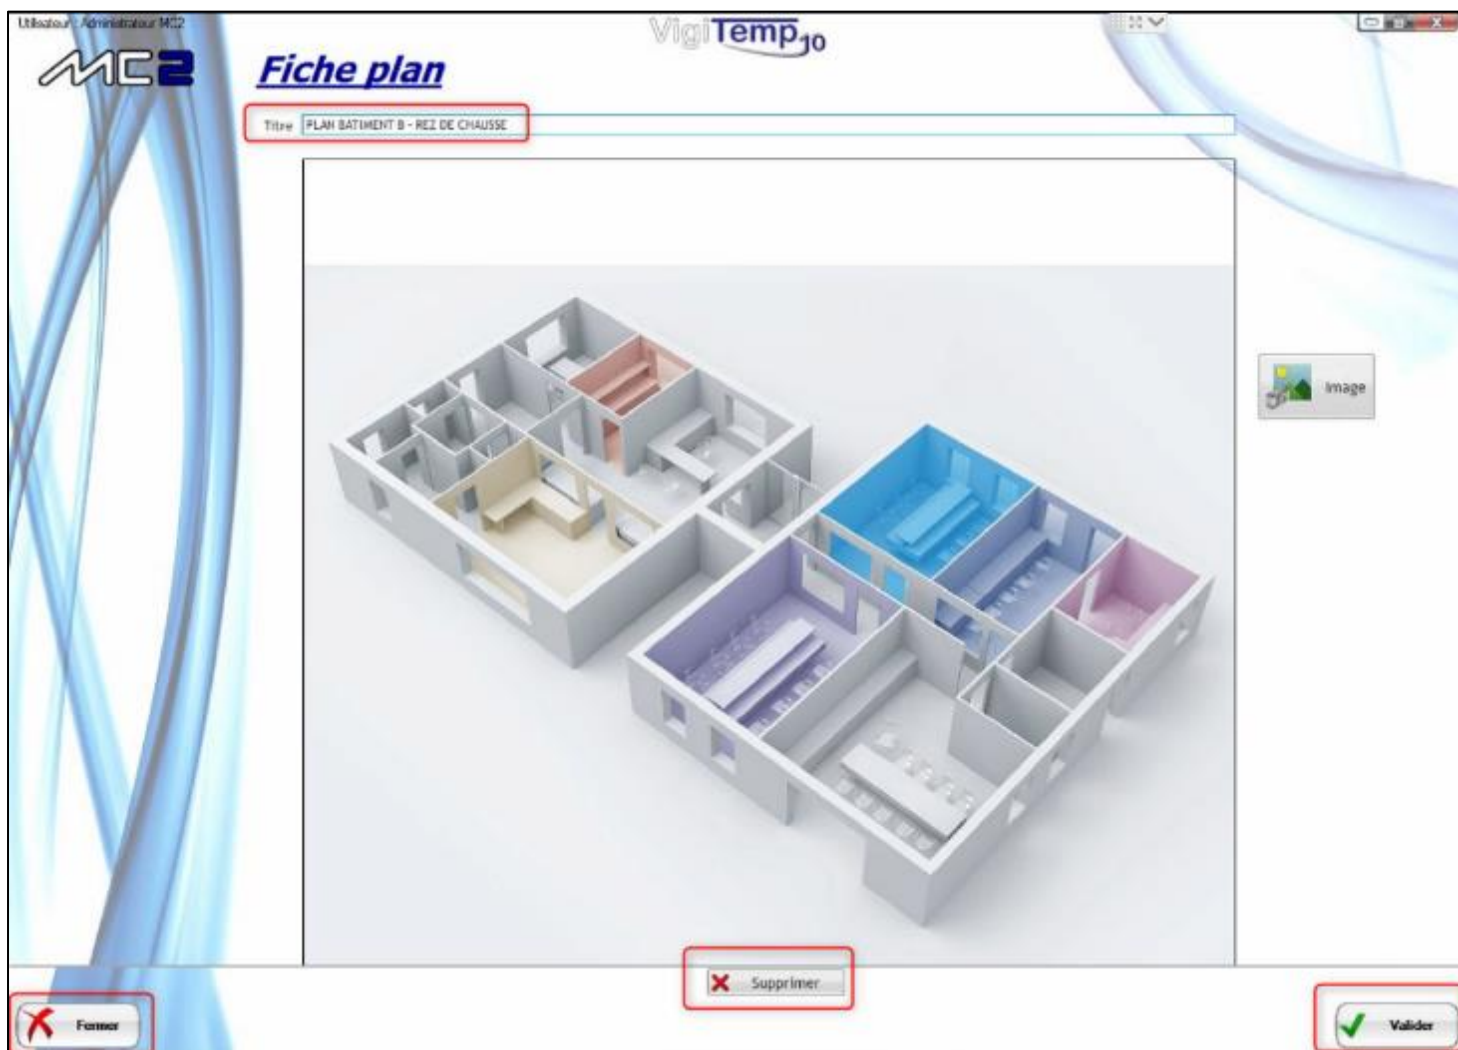 Utilisateur : Administrateur MC2
VigiTemp10
MC2
Fiche plan
Titre PLAN BATIMENT B - REZ DE CHAUSSE
Image
Supprimer
Fermer
Valider